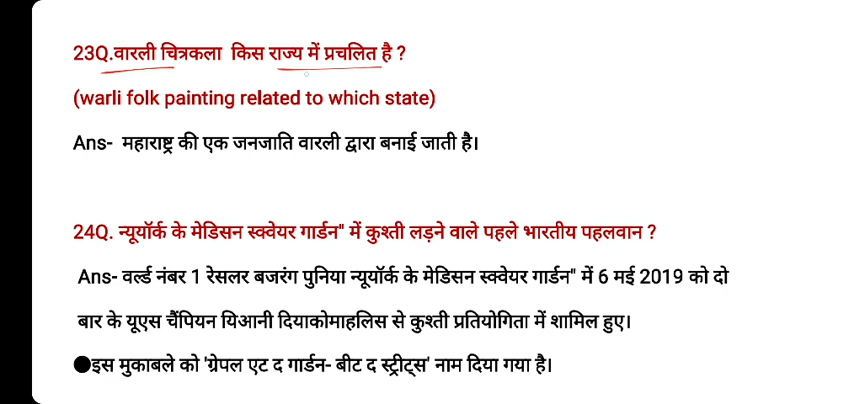 23Q.वारली चित्रकला किस राज्य में प्रचलित है ?
(warli folk painting related to which state)
Ans- महाराष्ट्र की एक जनजाति वारली द्वारा बनाई जाती है।
24Q. न्यूयॉर्क के मेडिसन स्क्वेयर गार्डन" में कुश्ती लड़ने वाले पहले भारतीय पहलवान ?
Ans- वर्ल्ड नंबर 1 रेसलर बजरंग पुनिया न्यूयॉर्क के मेडिसन स्क्वेयर गार्डन" में 6 मई 2019 को दो
बार के यूएस चैंपियन यिआनी दियाकोमाहलिस से कुश्ती प्रतियोगिता में शामिल हुए।
●इस मुकाबले को 'ग्रेपल एट द गार्डन- बीट द स्ट्रीट्स' नाम दिया गया है।